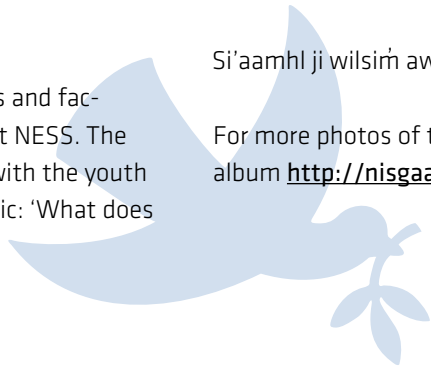 s and fac-
t NESS. The
with the youth
ic: ‘What does
Si’aamhl ji wilsim̓ aw
For more photos of t
album http://nisgaa